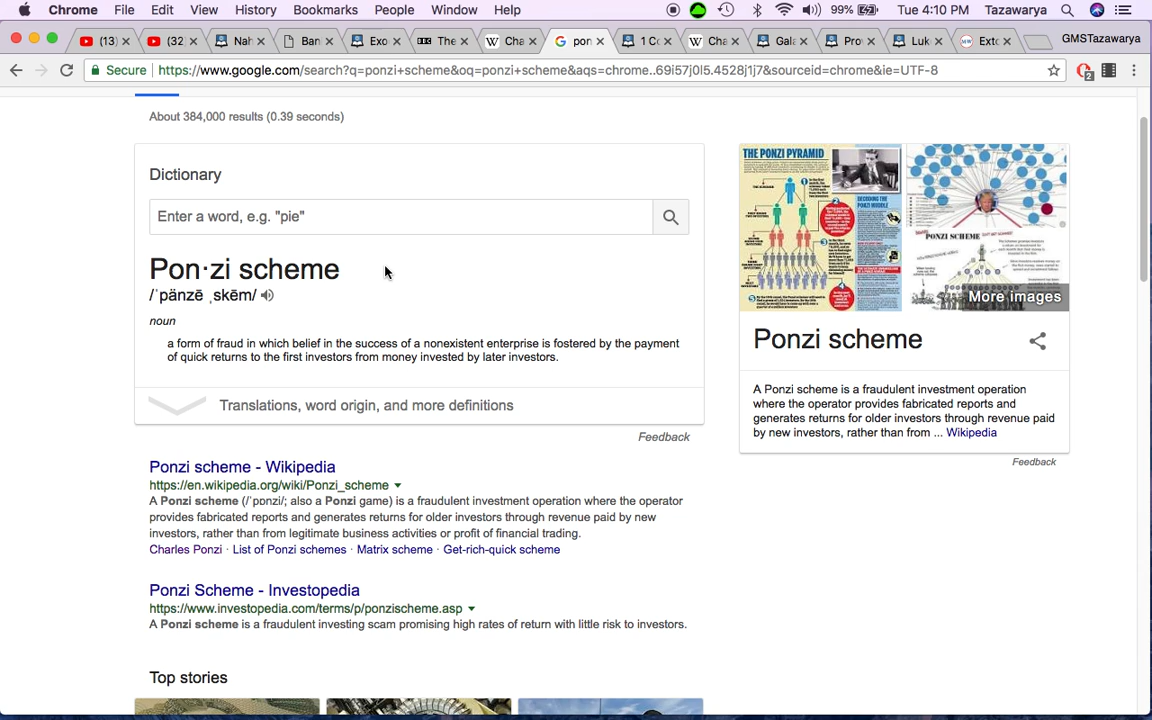 Chrome File Edit View History Bookmarks People Window Help 99% Tue 4:10 PM Tazawarya
(13) (32) Nah Ban Exo The Cha pon 1 Co Cha Gala Prov Luk Exto GMSTazawarya
Secure https://www.google.com/search?q=ponzi+scheme&oq=ponzi+scheme&aqs=chrome..69i57j0l5.4528j1j7&sourceid=chrome&ie=UTF-8 2
About 384,000 results (0.39 seconds)
Dictionary
Enter a word, e.g. "pie"
Pon·zi scheme
/ˈpänzē ˌskēm/
noun
a form of fraud in which belief in the success of a nonexistent enterprise is fostered by the payment
of quick returns to the first investors from money invested by later investors.
Translations, word origin, and more definitions
Feedback
Ponzi scheme - Wikipedia
https://en.wikipedia.org/wiki/Ponzi_scheme
A Ponzi scheme (/ˈpɒnzi/; also a Ponzi game) is a fraudulent investment operation where the operator
provides fabricated reports and generates returns for older investors through revenue paid by new
investors, rather than from legitimate business activities or profit of financial trading.
Charles Ponzi · List of Ponzi schemes · Matrix scheme · Get-rich-quick scheme
Ponzi Scheme - Investopedia
https://www.investopedia.com/terms/p/ponzischeme.asp
A Ponzi scheme is a fraudulent investing scam promising high rates of return with little risk to investors.
Top stories
THE PONZI PYRAMID
PONZI SCHEME
More images
Ponzi scheme
A Ponzi scheme is a fraudulent investment operation
where the operator provides fabricated reports and
generates returns for older investors through revenue paid
by new investors, rather than from ... Wikipedia
Feedback